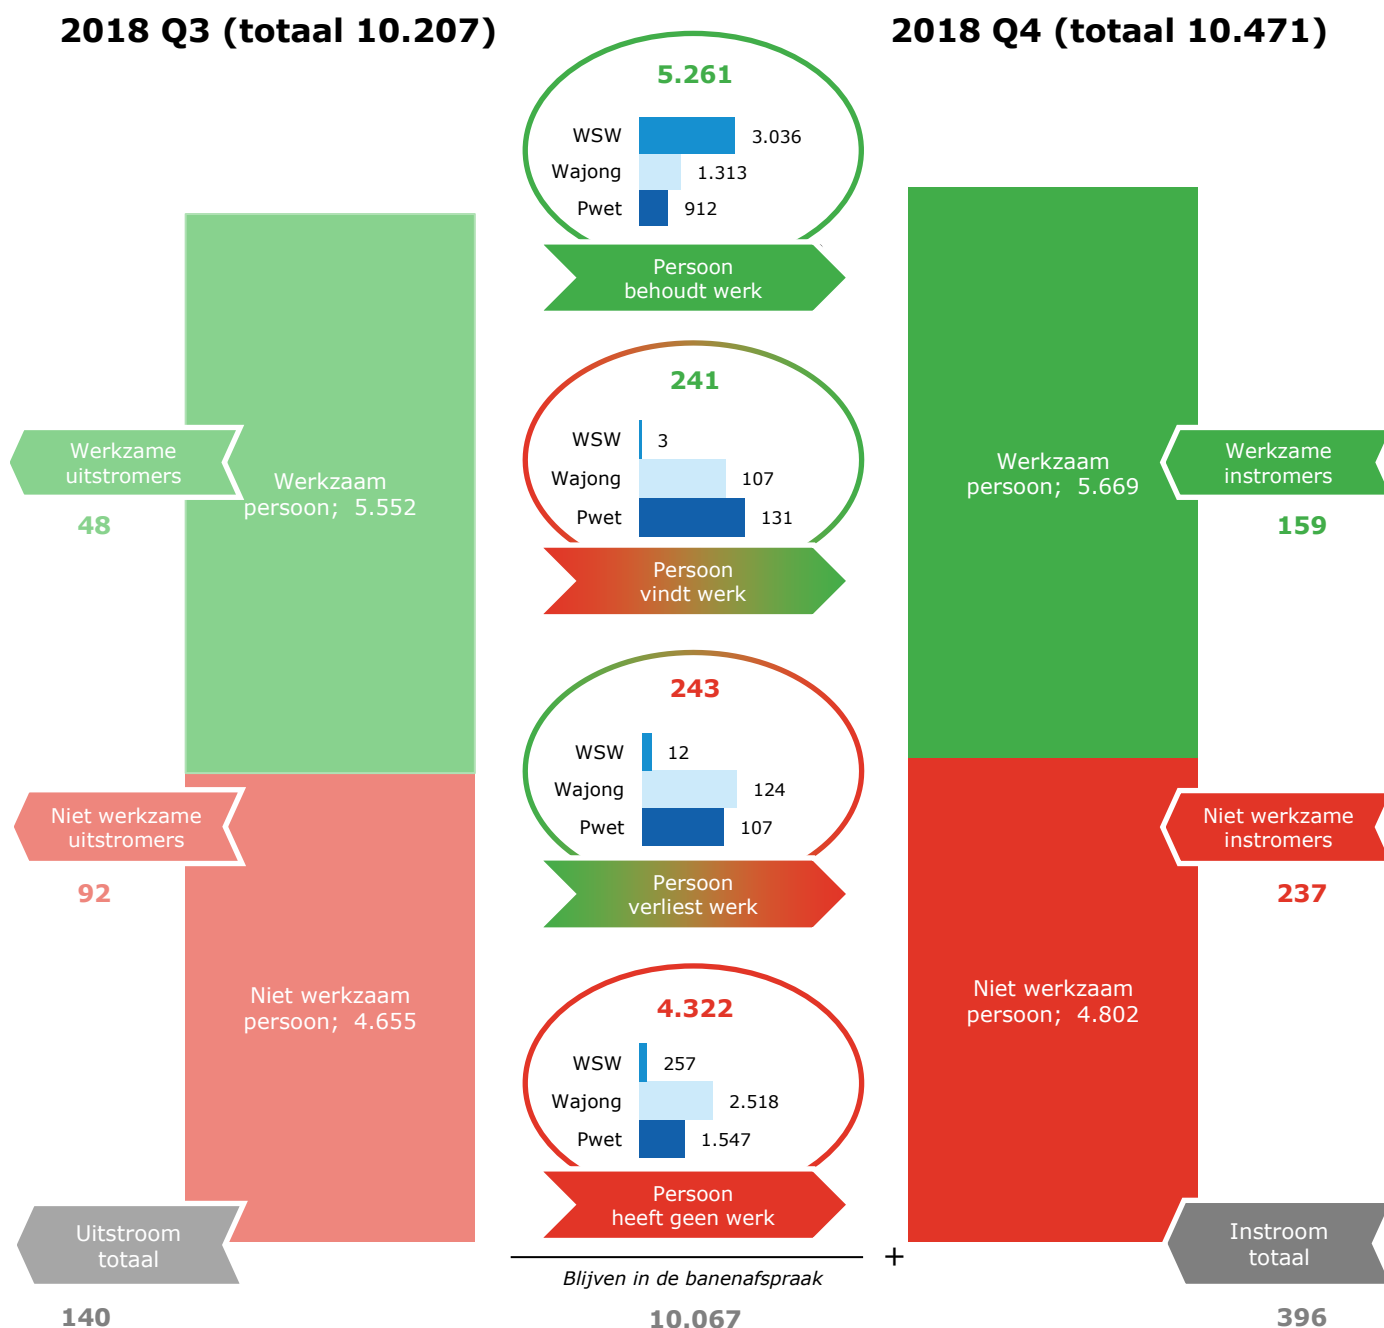 2018 Q3 (totaal 10.207)
2018 Q4 (totaal 10.471)
5.261
WSW 3.036
Wajong 1.313
Pwet 912
Persoon
behoudt werk
241
WSW 3
Wajong 107
Pwet 131
Persoon
vindt werk
243
WSW 12
Wajong 124
Pwet 107
Persoon
verliest werk
4.322
WSW 257
Wajong 2.518
Pwet 1.547
Persoon
heeft geen werk
Werkzame
uitstromers
48
Werkzaam
persoon; 5.552
Niet werkzame
uitstromers
92
Niet werkzaam
persoon; 4.655
Uitstroom
totaal
140
Werkzaam
persoon; 5.669
Werkzame
instromers
159
Niet werkzame
instromers
237
Niet werkzaam
persoon; 4.802
Instroom
totaal
396
+
Blijven in de banenafspraak
10.067